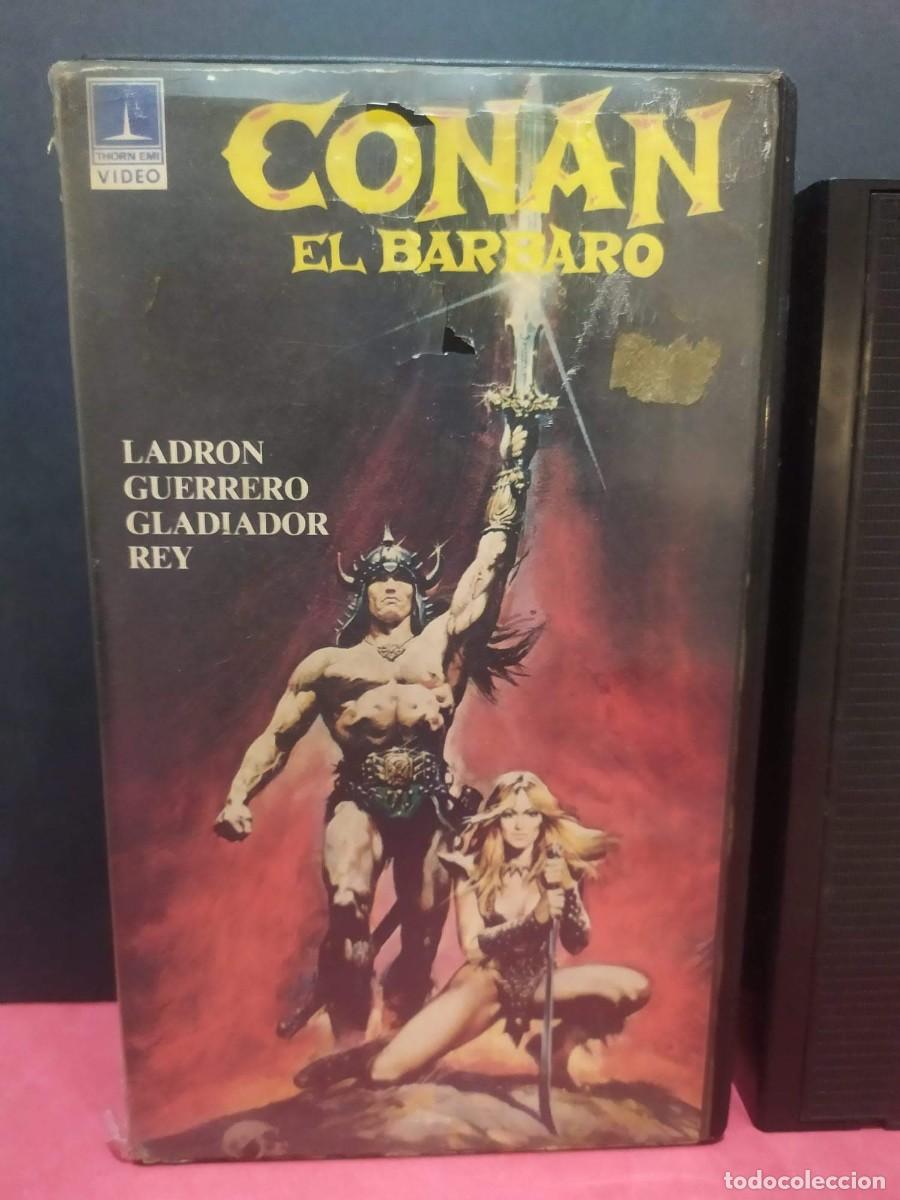 THORN EMI
VIDEO
CONAN
EL BARBARO
LADRON
GUERRERO
GLADIADOR
REY
todocoleccion